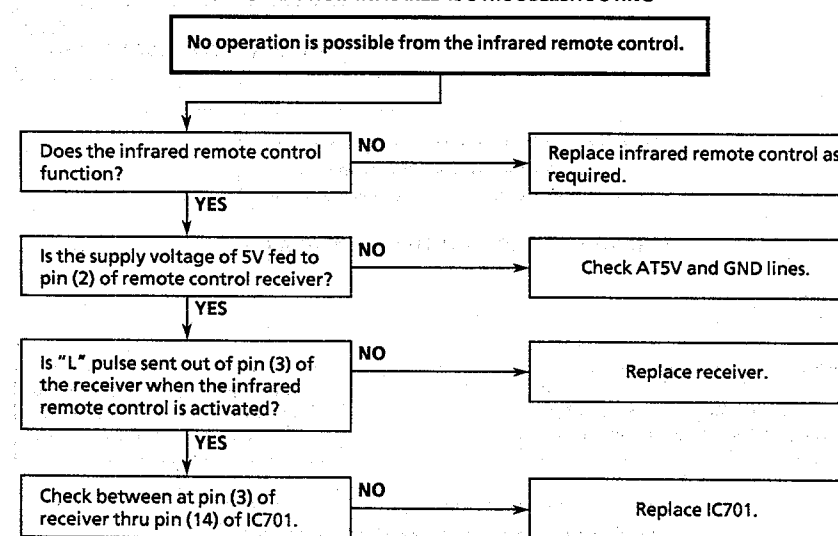 No operation is possible from the infrared remote control.
Does the infrared remote control
function?
NO
Replace infrared remote control as
required.
YES
Is the supply voltage of 5V fed to
pin (2) of remote control receiver?
NO
Check AT5V and GND lines.
YES
Is "L" pulse sent out of pin (3) of
the receiver when the infrared
remote control is activated?
NO
Replace receiver.
YES
Check between at pin (3) of
receiver thru pin (14) of IC701.
NO
Replace IC701.